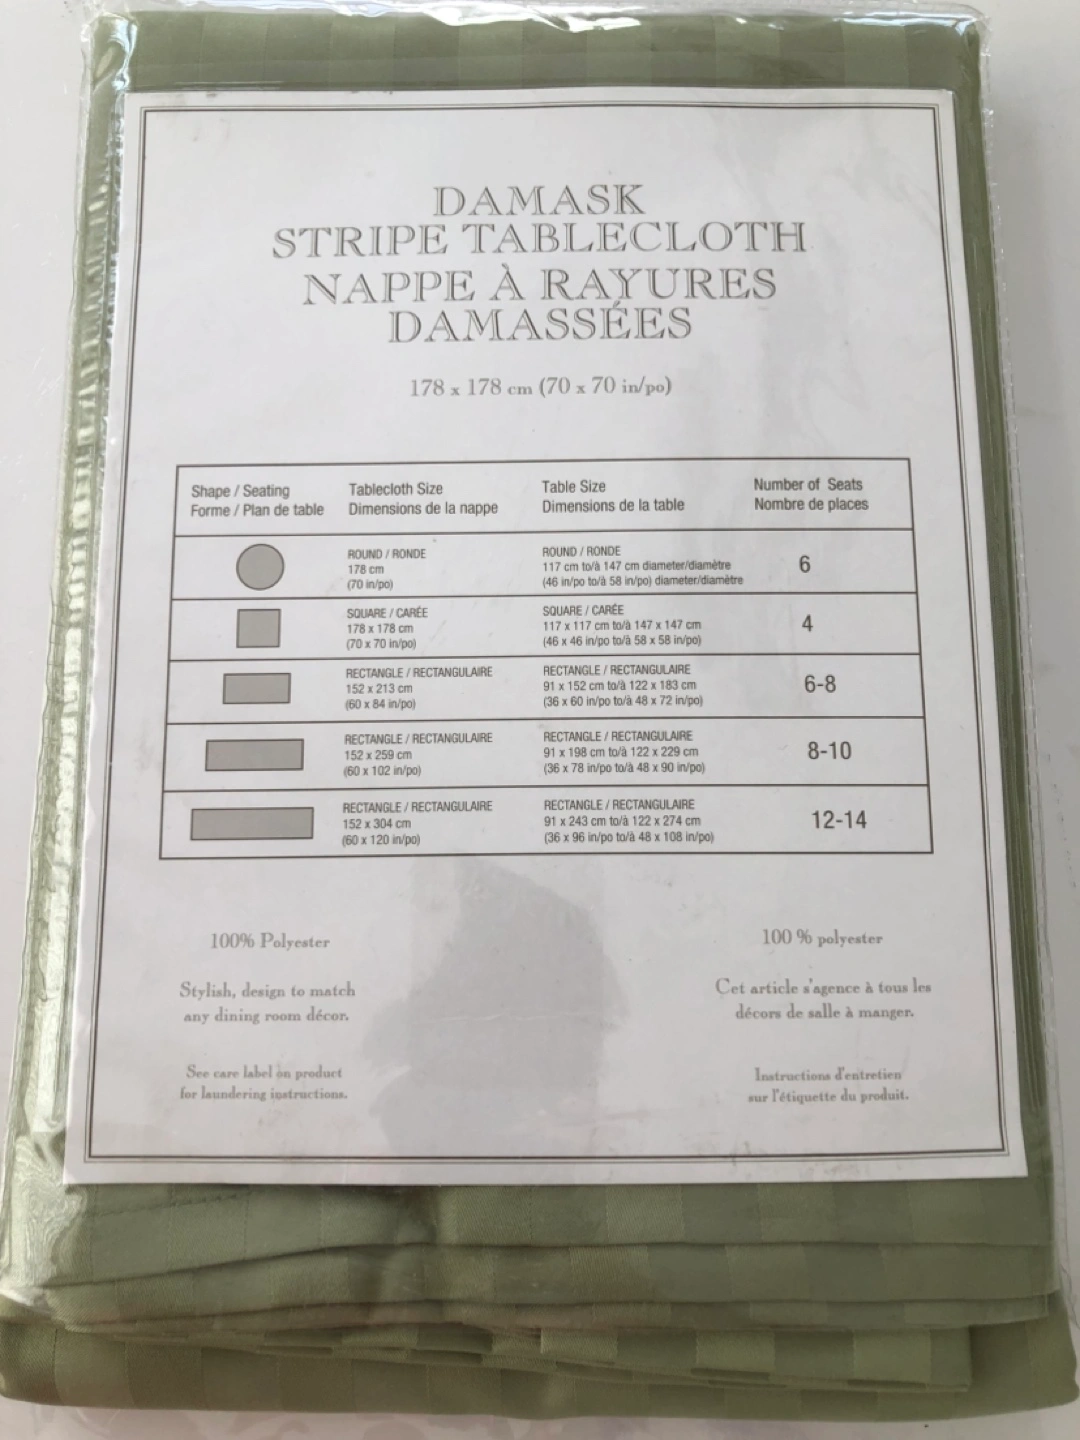 DAMASK
STRIPE TABLECLOTH
NAPPE À RAYURES
DAMASSÉES
178 x 178 cm (70 x 70 in/po)
Shape / Seating
Forme / Plan de table
Tablecloth Size
Dimensions de la nappe
Table Size
Dimensions de la table
Number of Seats
Nombre de places
ROUND / RONDE
178 cm
(70 in/po)
ROUND / RONDE
117 cm to/à 147 cm diameter/diamètre
(46 in/po to/à 58 in/po) diameter/diamètre
6
SQUARE / CARÉE
178 x 178 cm
(70 x 70 in/po)
SQUARE / CARÉE
117 x 117 cm to/à 147 x 147 cm
(46 x 46 in/po to/à 58 x 58 in/po)
4
RECTANGLE / RECTANGULAIRE
152 x 213 cm
(60 x 84 in/po)
RECTANGLE / RECTANGULAIRE
91 x 152 cm to/à 122 x 183 cm
(36 x 60 in/po to/à 48 x 72 in/po)
6-8
RECTANGLE / RECTANGULAIRE
152 x 259 cm
(60 x 102 in/po)
RECTANGLE / RECTANGULAIRE
91 x 198 cm to/à 122 x 229 cm
(36 x 78 in/po to/à 48 x 90 in/po)
8-10
RECTANGLE / RECTANGULAIRE
152 x 304 cm
(60 x 120 in/po)
RECTANGLE / RECTANGULAIRE
91 x 243 cm to/à 122 x 274 cm
(36 x 96 in/po to/à 48 x 108 in/po)
12-14
100% Polyester
Stylish, design to match
any dining room décor.
See care label on product
for laundering instructions.
100 % polyester
Cet article s'agence à tous les
décors de salle à manger.
Instructions d'entretien
sur l'étiquette du produit.